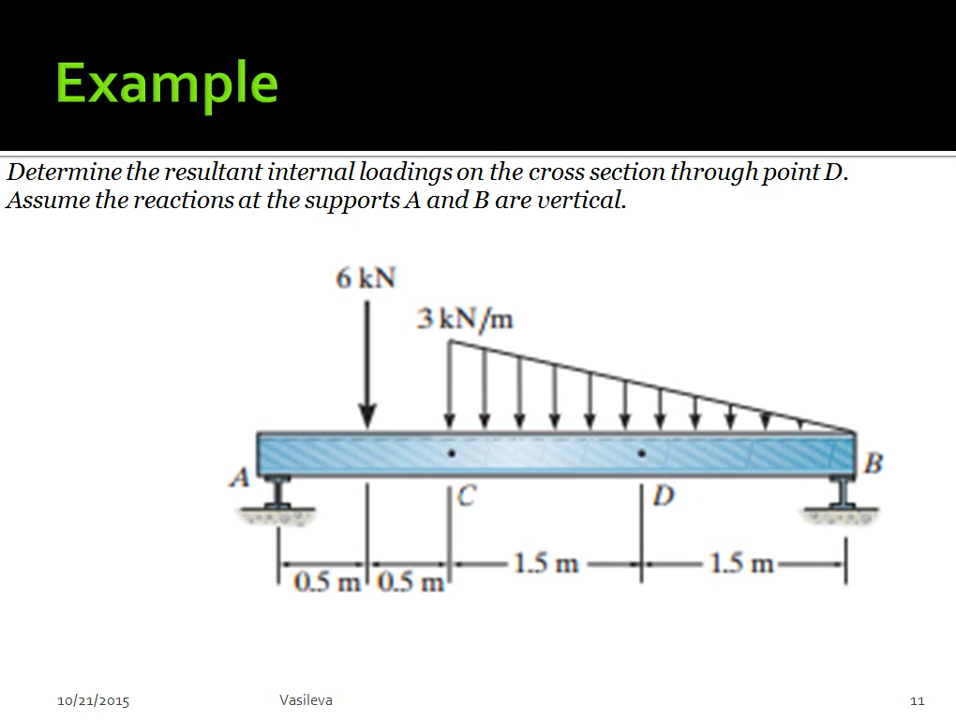 Example
Determine the resultant internal loadings on the cross section through point D.
Assume the reactions at the supports A and B are vertical.
6 kN
3 kN/m
A
B
C
D
0.5 m
0.5 m
1.5 m
1.5 m
10/21/2015
Vasileva
11